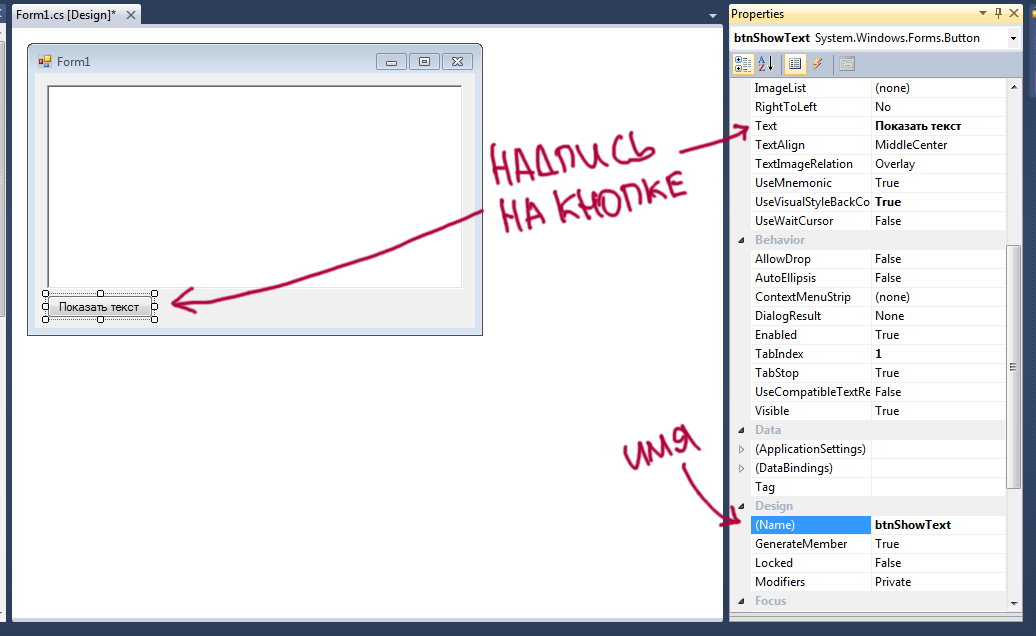 Form1.cs [Design]*
Form1
НАДПИСЬ
НА КНОПКЕ
Показать текст
ИМЯ
Properties
btnShowText System.Windows.Forms.Button
ImageList (none)
RightToLeft No
Text Показать текст
TextAlign MiddleCenter
TextImageRelation Overlay
UseMnemonic True
UseVisualStyleBackCo True
UseWaitCursor False
Behavior
AllowDrop False
AutoEllipsis False
ContextMenuStrip (none)
DialogResult None
Enabled True
TabIndex 1
TabStop True
UseCompatibleTextRe False
Visible True
Data
(ApplicationSettings)
(DataBindings)
Tag
Design
(Name) btnShowText
GenerateMember True
Locked False
Modifiers Private
Focus